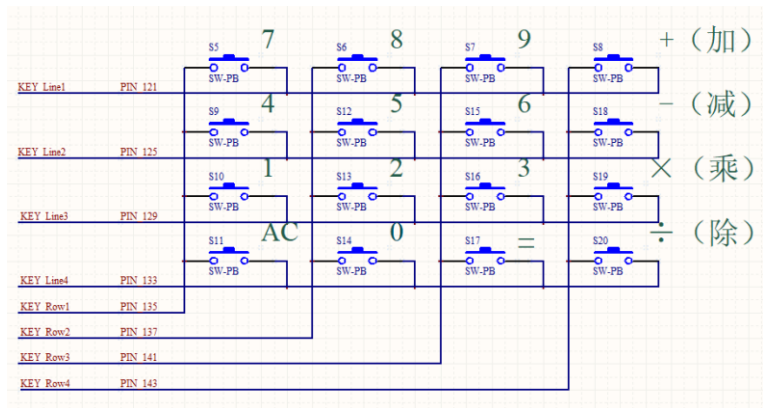 7 8 9 + （加）
S5 S6 S7 S8
SW-PB SW-PB SW-PB SW-PB
KEY Line1 PIN 121
4 5 6 − （减）
S9 S12 S15 S18
SW-PB SW-PB SW-PB SW-PB
KEY Line2 PIN 125
1 2 3 × （乘）
S10 S13 S16 S19
SW-PB SW-PB SW-PB SW-PB
KEY Line3 PIN 129
AC 0 = ÷ （除）
S11 S14 S17 S20
SW-PB SW-PB SW-PB SW-PB
KEY Line4 PIN 133
KEY Row1 PIN 135
KEY Row2 PIN 137
KEY Row3 PIN 141
KEY Row4 PIN 143